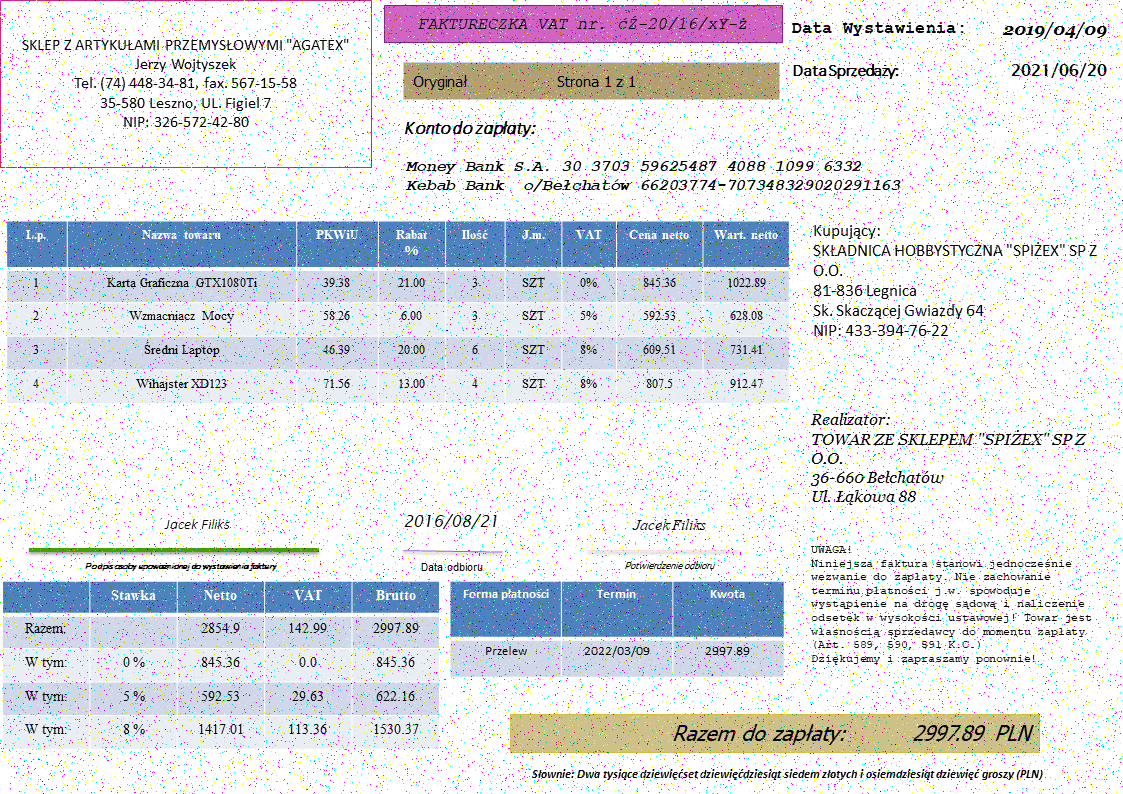 SKLEP Z ARTYKUŁAMI PRZEMYSŁOWYMI "AGATEX"
Jerzy Wojtyszek
Tel. (74) 448-34-81, fax. 567-15-58
35-580 Leszno, UL. Figiel 7
NIP: 326-572-42-80
FAKTURECZKA VAT nr. ćŹ-20/16/xY-ż
Oryginał Strona 1 z 1
Data Wystawienia: 2019/04/09
Data Sprzedaży: 2021/06/20
Konto do zapłaty:
Money Bank S.A. 30 3703 59625487 4088 1099 6332
Kebab Bank o/Bełchatów 66203774-707348329020291163
L.p. Nazwa towaru PKWiU Rabat % Ilość J.m. VAT Cena netto Wart. netto
1 Karta Graficzna GTX1080Ti 39.38 21.00 3 SZT 0% 845.36 1022.89
2 Wzmacniacz Mocy 58.26 6.00 3 SZT 5% 592.53 628.08
3 Średni Laptop 46.39 20.00 6 SZT 8% 609.51 731.41
4 Wihajster XD123 71.56 13.00 4 SZT 8% 807.5 912.47
Kupujący:
SKŁADNICA HOBBYSTYCZNA "SPIŻEX" SP Z
O.O.
81-836 Legnica
Sk. Skaczącej Gwiazdy 64
NIP: 433-394-76-22
Realizator:
TOWAR ZE SKLEPEM "SPIŻEX" SP Z
O.O.
36-660 Bełchatów
Ul. Łąkowa 88
Jacek Filiks
Podpis osoby upoważnionej do wystawienia faktury
2016/08/21
Data odbioru
Jacek Filiks
Potwierdzenie odbioru
UWAGA!
Niniejsza faktura stanowi jednocześnie
wezwanie do zapłaty. Nie zachowanie
terminu płatności j.w. spowoduje
wystąpienie na drogę sądową i naliczenie
odsetek w wysokości ustawowej! Towar jest
własnością sprzedawcy do momentu zapłaty
(Art. 589, 590, 591 K.C.)
Dziękujemy i zapraszamy ponownie!
Stawka Netto VAT Brutto
Razem: 2854.9 142.99 2997.89
W tym: 0 % 845.36 0.0 845.36
W tym: 5 % 592.53 29.63 622.16
W tym: 8 % 1417.01 113.36 1530.37
Forma płatności Termin Kwota
Przelew 2022/03/09 2997.89
Razem do zapłaty: 2997.89 PLN
Słownie: Dwa tysiące dziewięćset dziewięćdziesiąt siedem złotych i osiemdziesiąt dziewięć groszy (PLN)